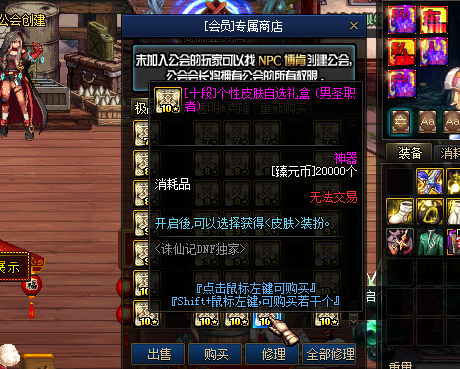 公会创建
[会员]专属商店
未加入公会的玩家可以找 NPC 博肯创建公会,
公会会长将拥有公会的所有权限。
[十段]个性皮肤自选礼盒（男圣职
者）
神器
[臻元币]20000个
消耗品
无法交易
开启後,可以选择获得<皮肤>装扮。
<诛仙记DNF独家>
『点击鼠标左键可购买』
『Shift+鼠标左键,可购买若干个』
出售 购买 修理 全部修理
展示
装备 消耗